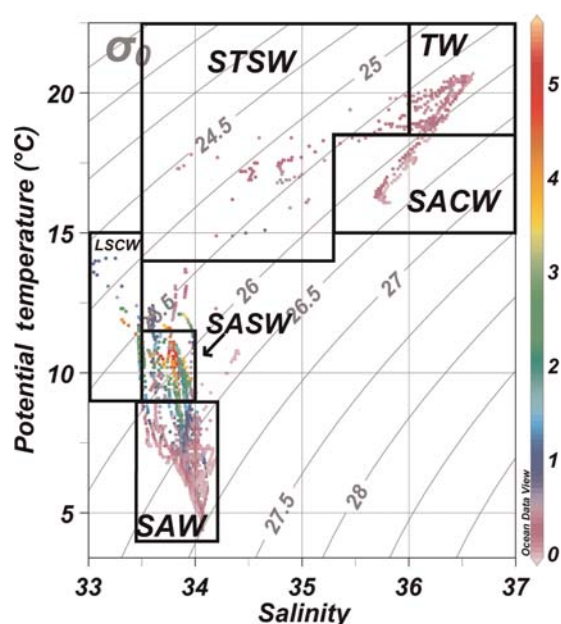 σ0
STSW
TW
5
25
20
24.5
4
SACW
15
LSCW
3
26
27
26.5
SASW
2
10
1
28
27.5
5
SAW
Ocean Data View
0
33 34 35 36 37
Salinity
Potential temperature (°C)